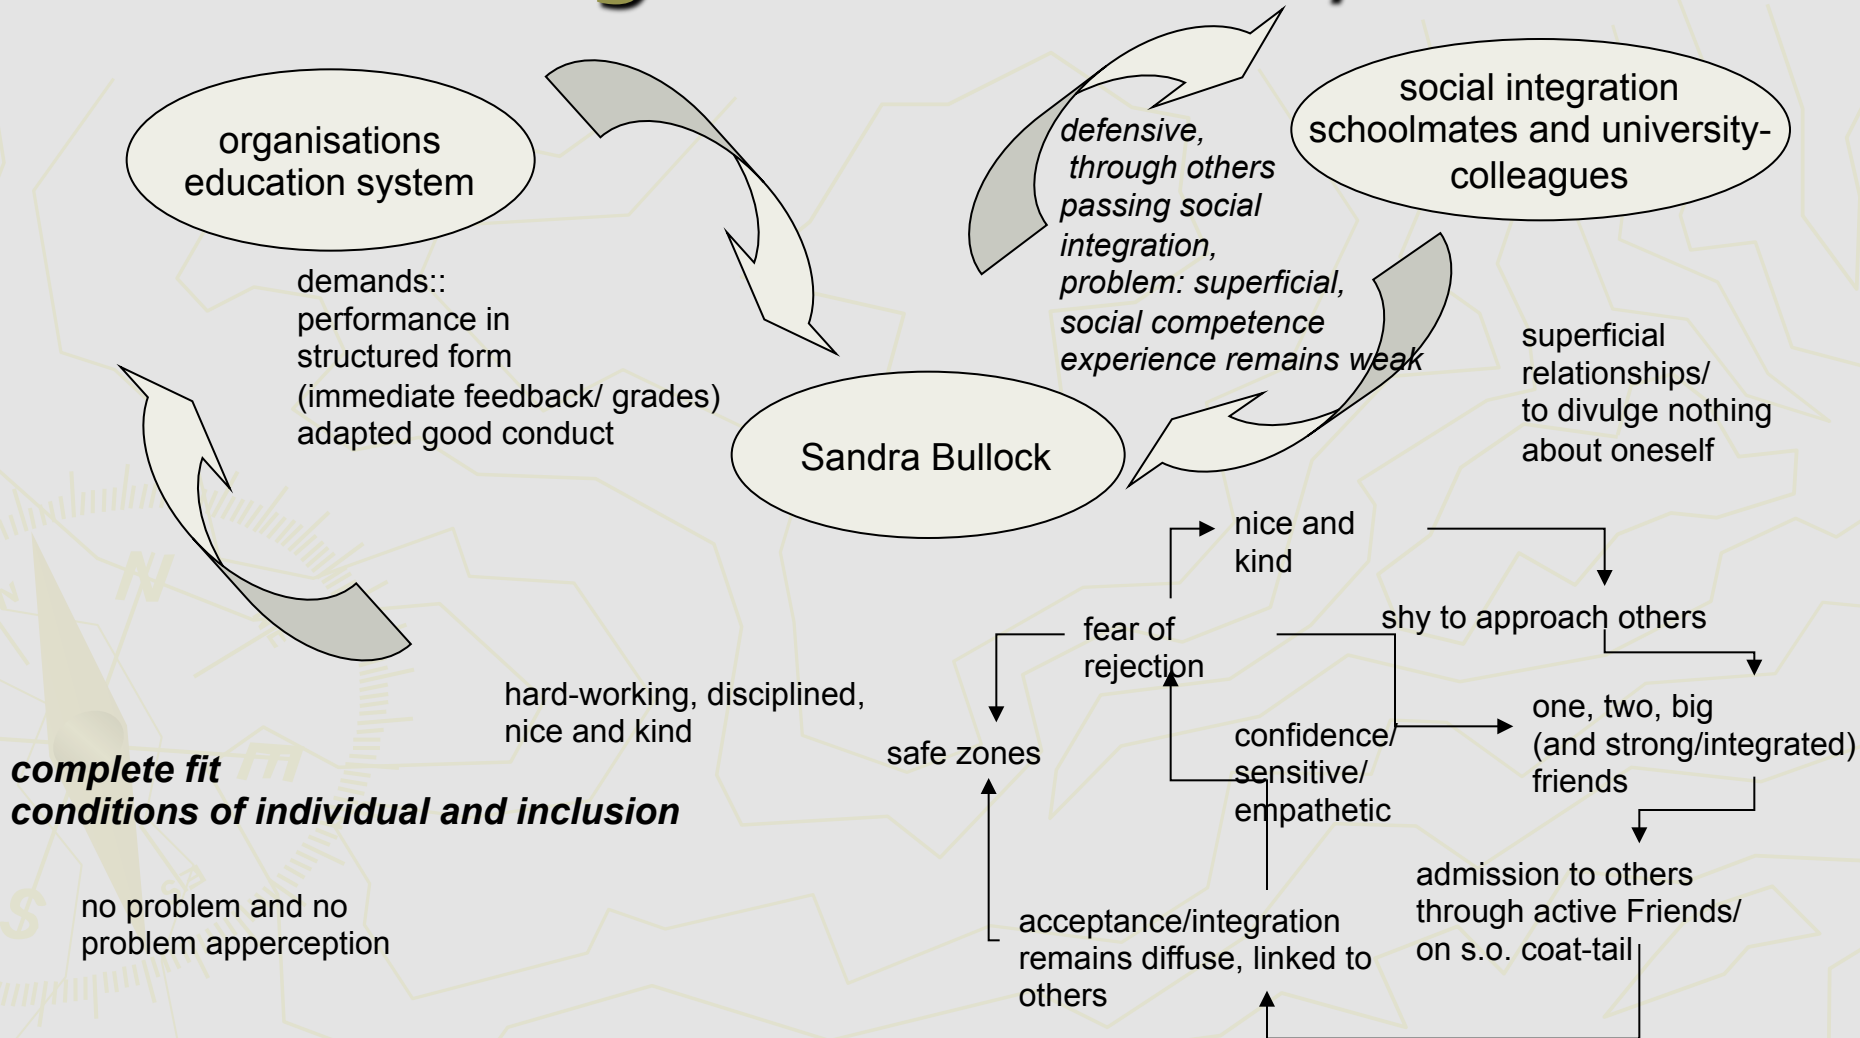 organisations
education system
social integration
schoolmates and university-
colleagues
defensive,
through others
passing social
integration,
problem: superficial,
social competence
experience remains weak
demands::
performance in
structured form
(immediate feedback/ grades)
adapted good conduct
superficial
relationships/
to divulge nothing
about oneself
Sandra Bullock
nice and
kind
shy to approach others
fear of
rejection
hard-working, disciplined,
nice and kind
safe zones
confidence/
sensitive/
empathetic
one, two, big
(and strong/integrated)
friends
complete fit
conditions of individual and inclusion
no problem and no
problem apperception
acceptance/integration
remains diffuse, linked to
others
admission to others
through active Friends/
on s.o. coat-tail
N
E
S